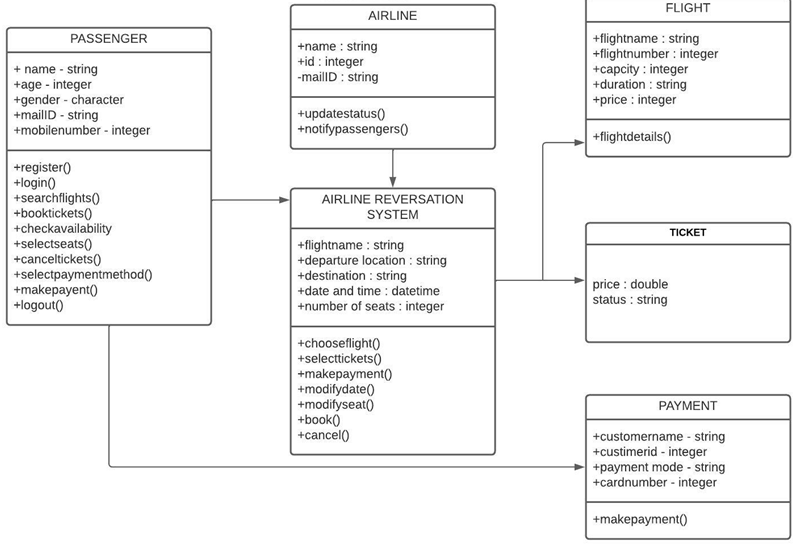 PASSENGER
+ name - string
+age - integer
+gender - character
+mailID - string
+mobilenumber - integer
+register()
+login()
+searchflights()
+booktickets()
+checkavailability
+selectseats()
+canceltickets()
+selectpaymentmethod()
+makepayent()
+logout()
AIRLINE
+name : string
+id : integer
-mailID : string
+updatestatus()
+notifypassengers()
AIRLINE REVERSATION
SYSTEM
+flightname : string
+departure location : string
+destination : string
+date and time : datetime
+number of seats : integer
+chooseflight()
+selecttickets()
+makepayment()
+modifydate()
+modifyseat()
+book()
+cancel()
FLIGHT
+flightname : string
+flightnumber : integer
+capcity : integer
+duration : string
+price : integer
+flightdetails()
TICKET
price : double
status : string
PAYMENT
+customername - string
+custimerid - integer
+payment mode - string
+cardnumber - integer
+makepayment()